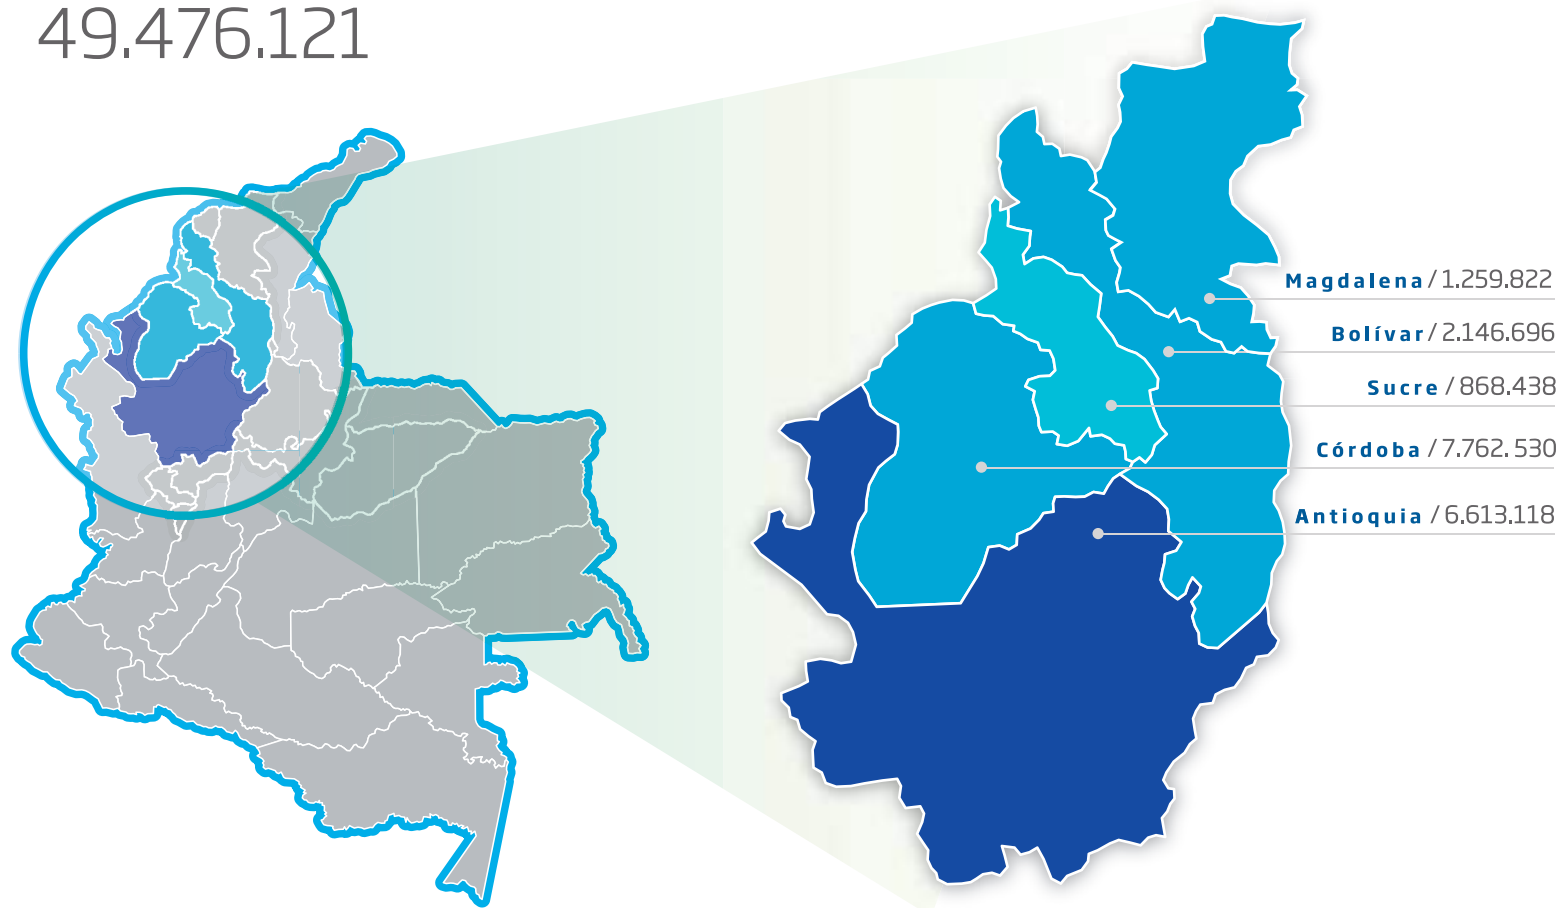 49.476.121
Magdalena / 1.259.822
Bolívar / 2.146.696
Sucre / 868.438
Córdoba / 7.762.530
Antioquia / 6.613.118